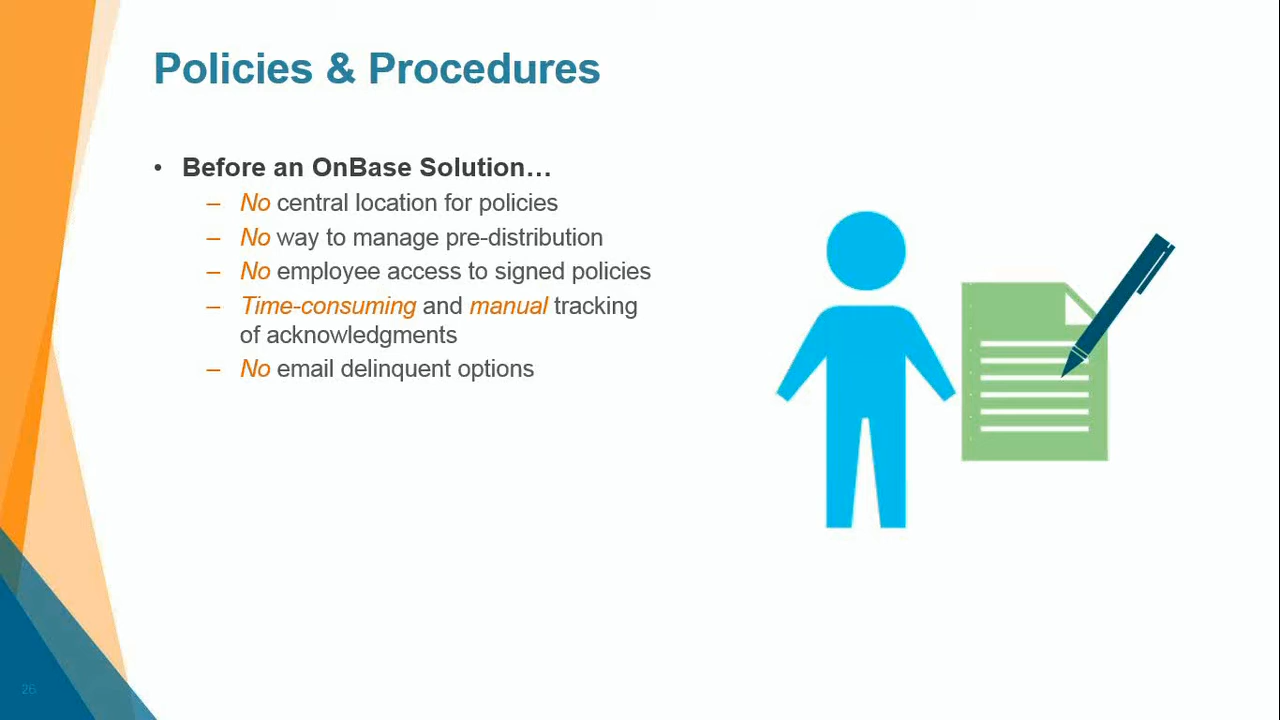 Policies & Procedures
• Before an OnBase Solution…
– No central location for policies
– No way to manage pre-distribution
– No employee access to signed policies
– Time-consuming and manual tracking
of acknowledgments
– No email delinquent options
26